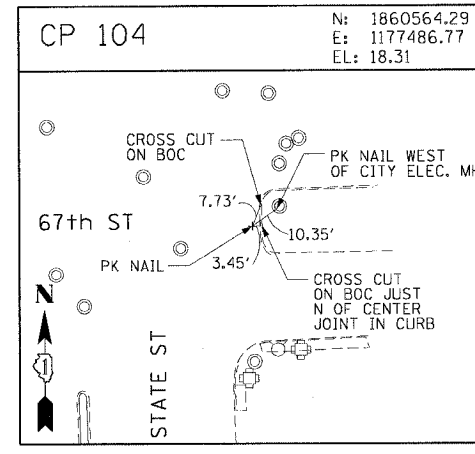 CP 104
N: 1860564.29
E: 1177486.77
EL: 18.31
CROSS CUT
ON BOC
PK NAIL WEST
OF CITY ELEC. MH
7.73'
67th ST
10.35'
PK NAIL
3.45'
CROSS CUT
ON BOC JUST
N OF CENTER
JOINT IN CURB
N
STATE ST